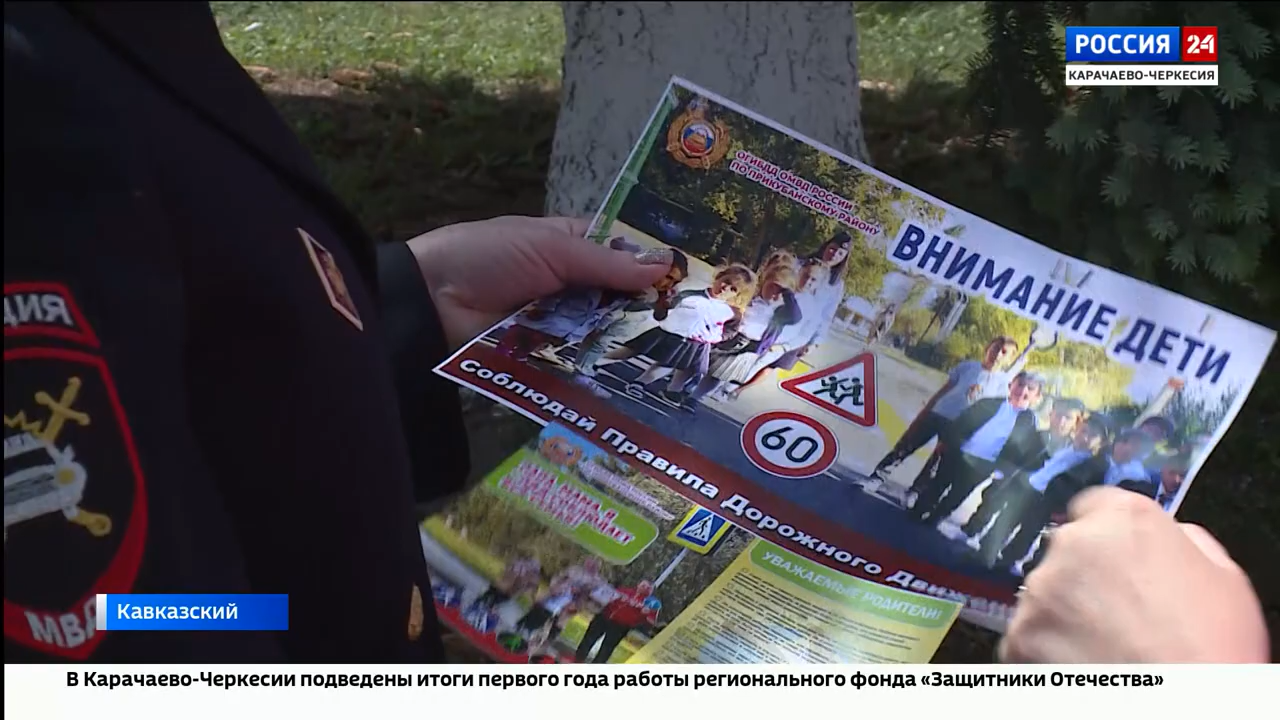 РОССИЯ 24
КАРАЧАЕВО-ЧЕРКЕСИЯ
ОГИБДД ОМВД РОССИИ
ПО ПРИКУБАНСКОМУ РАЙОНУ
ВНИМАНИЕ ДЕТИ
60
Соблюдай Правила Дорожного
УВАЖАЕМЫЕ РОДИТЕЛИ!
МВД
Кавказский
В Карачаево-Черкесии подведены итоги первого года работы регионального фонда «Защитники Отечества»